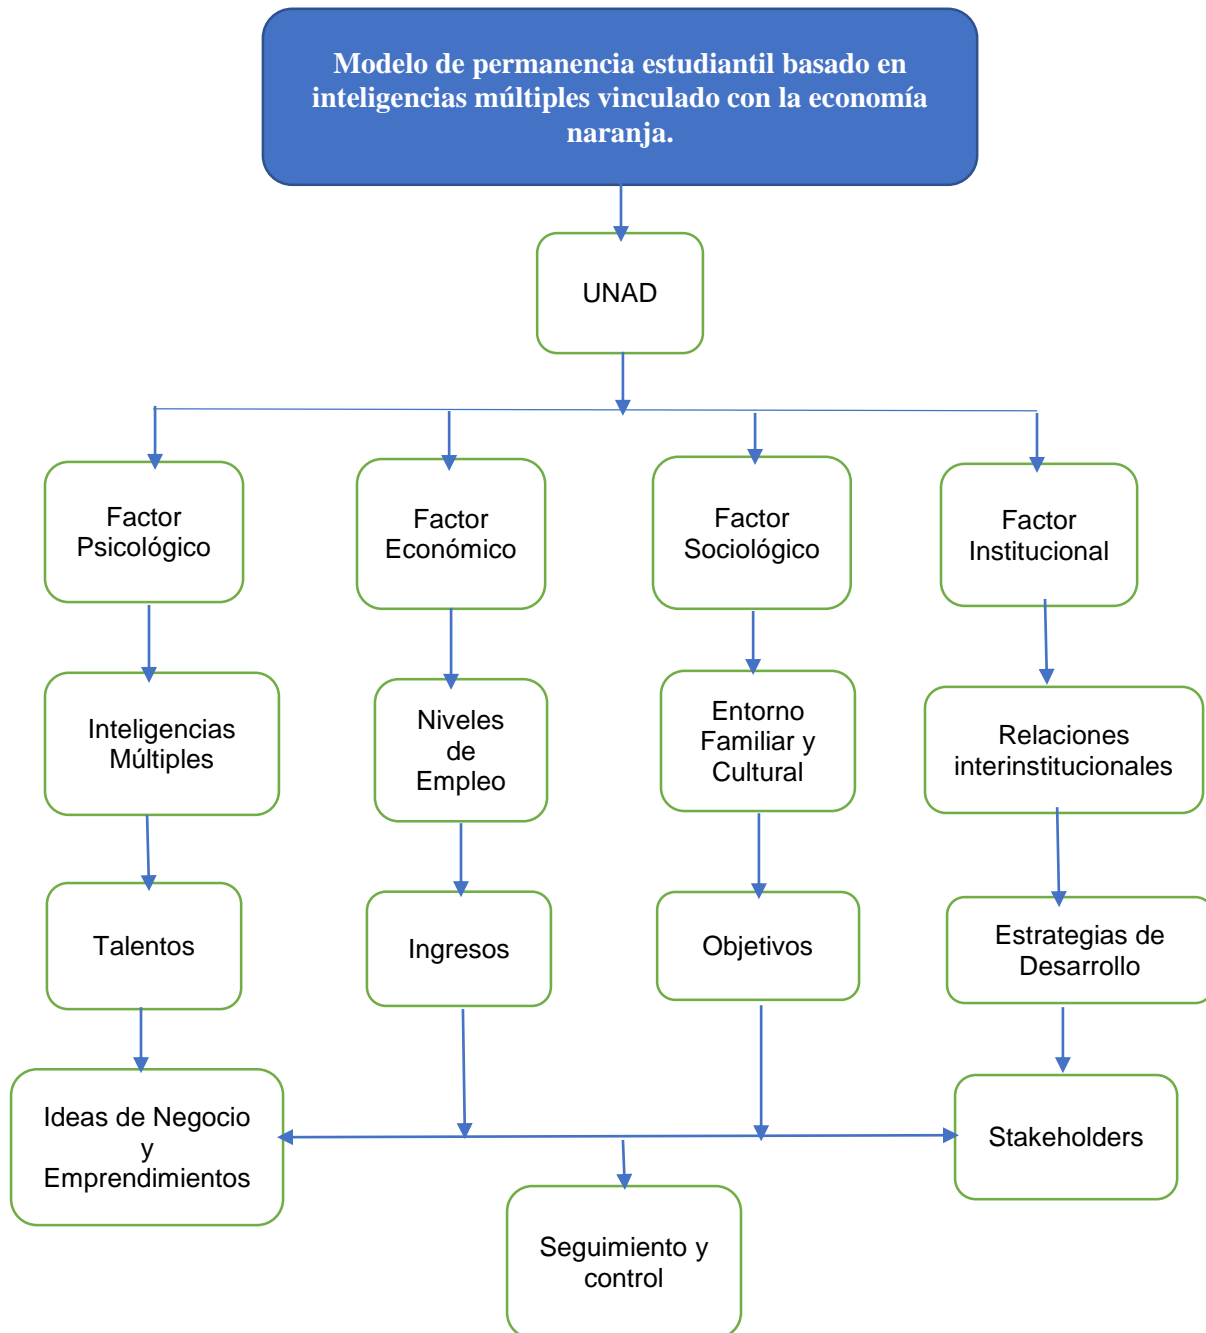 Modelo de permanencia estudiantil basado en
inteligencias múltiples vinculado con la economía
naranja.
UNAD
Factor
Psicológico
Factor
Económico
Factor
Sociológico
Factor
Institucional
Inteligencias
Múltiples
Niveles
de
Empleo
Entorno
Familiar y
Cultural
Relaciones
interinstitucionales
Talentos
Ingresos
Objetivos
Estrategias de
Desarrollo
Ideas de Negocio
y
Emprendimientos
Stakeholders
Seguimiento y
control